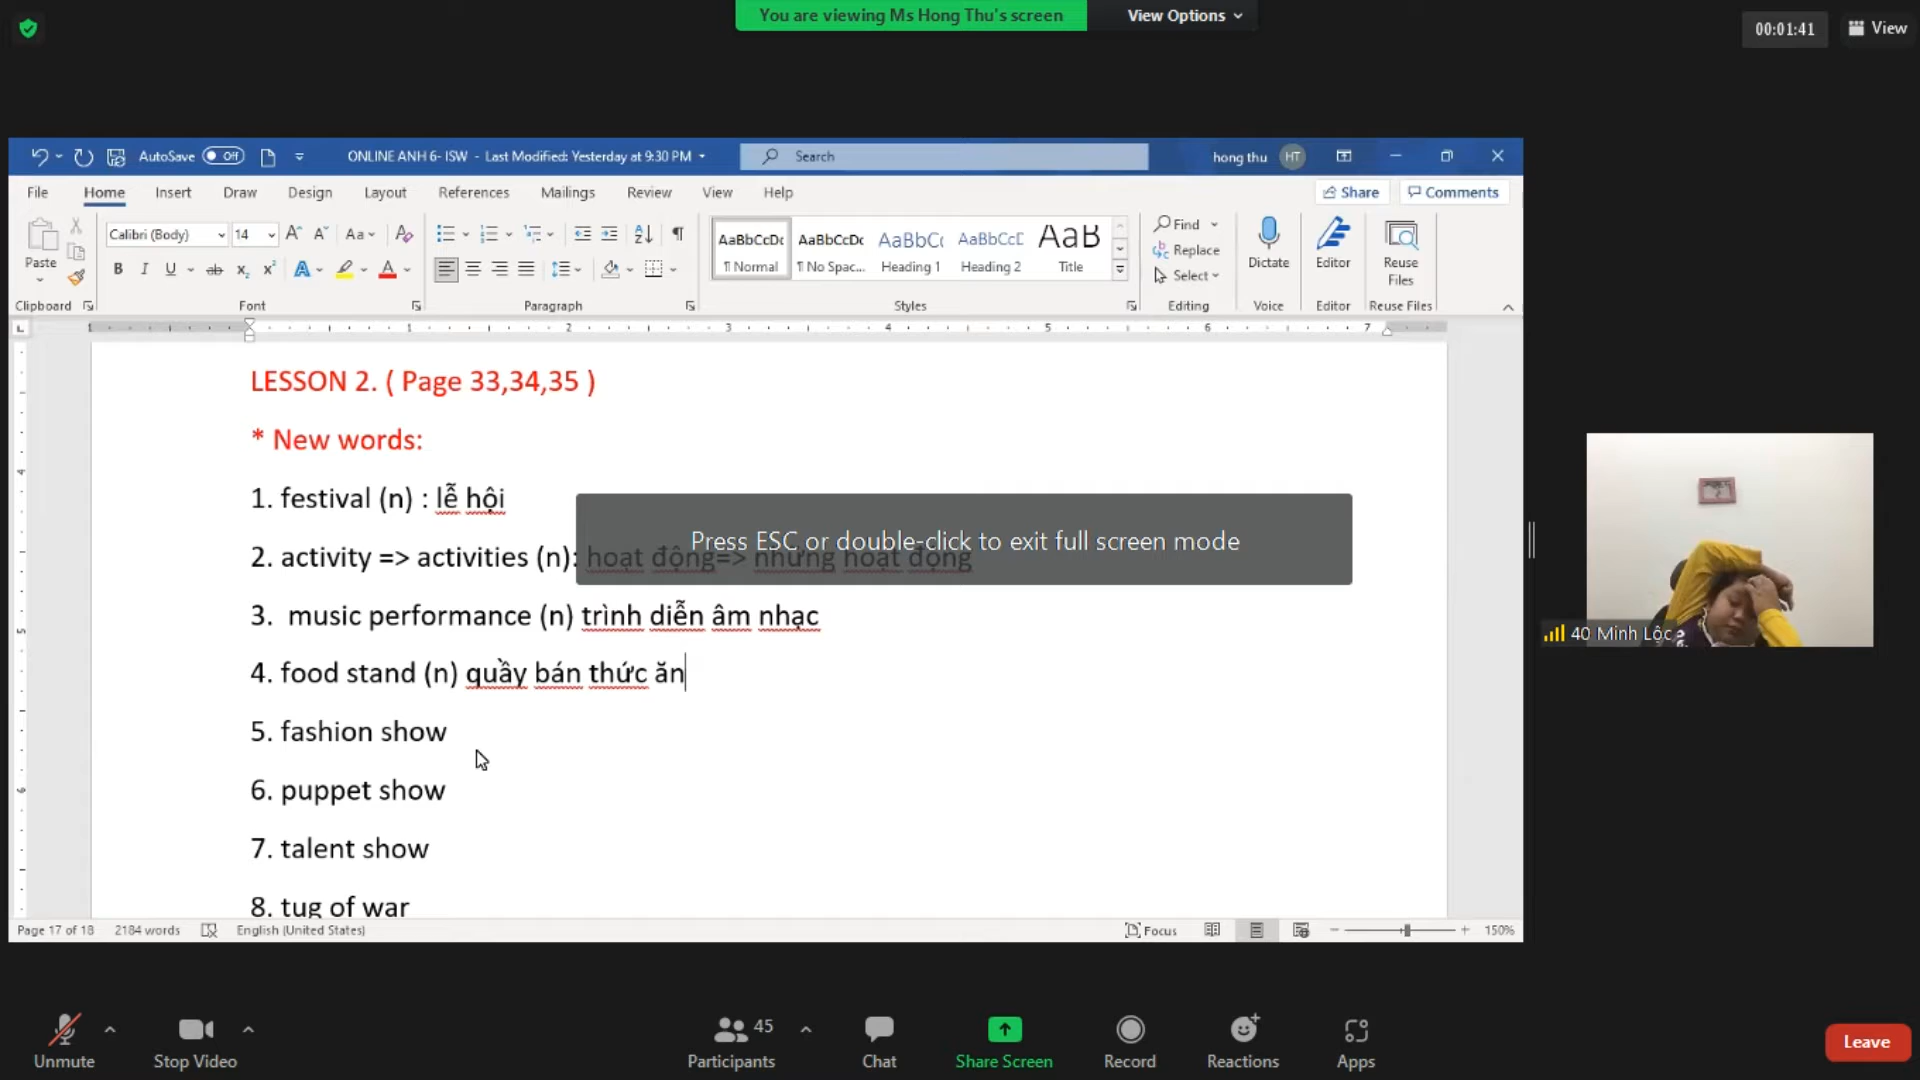 You are viewing Ms Hong Thu's screen
View Options
00:01:41
View
AutoSave Off
ONLINE ANH 6- ISW - Last Modified: Yesterday at 9:30 PM
Search
hong thu HT
File Home Insert Draw Design Layout References Mailings Review View Help
Share Comments
Paste
Calibri (Body) 14
AaBbCcDc AaBbCcDc AaBbCc AaBbCcD AaB
¶ Normal ¶ No Spac... Heading 1 Heading 2 Title
Find
Replace
Select
Dictate Editor Reuse Files
Clipboard Font Paragraph Styles Editing Voice Editor Reuse Files
LESSON 2. ( Page 33,34,35 )
* New words:
1. festival (n) : lễ hội
2. activity => activities (n): hoạt động=> những hoạt động
Press ESC or double-click to exit full screen mode
3. music performance (n) trình diễn âm nhạc
4. food stand (n) quầy bán thức ăn
5. fashion show
6. puppet show
7. talent show
8. tug of war
40 Minh Lộc
Page 17 of 18 2184 words English (United States) Focus 150%
Unmute
Stop Video
Participants 45
Chat
Share Screen
Record
Reactions
Apps
Leave